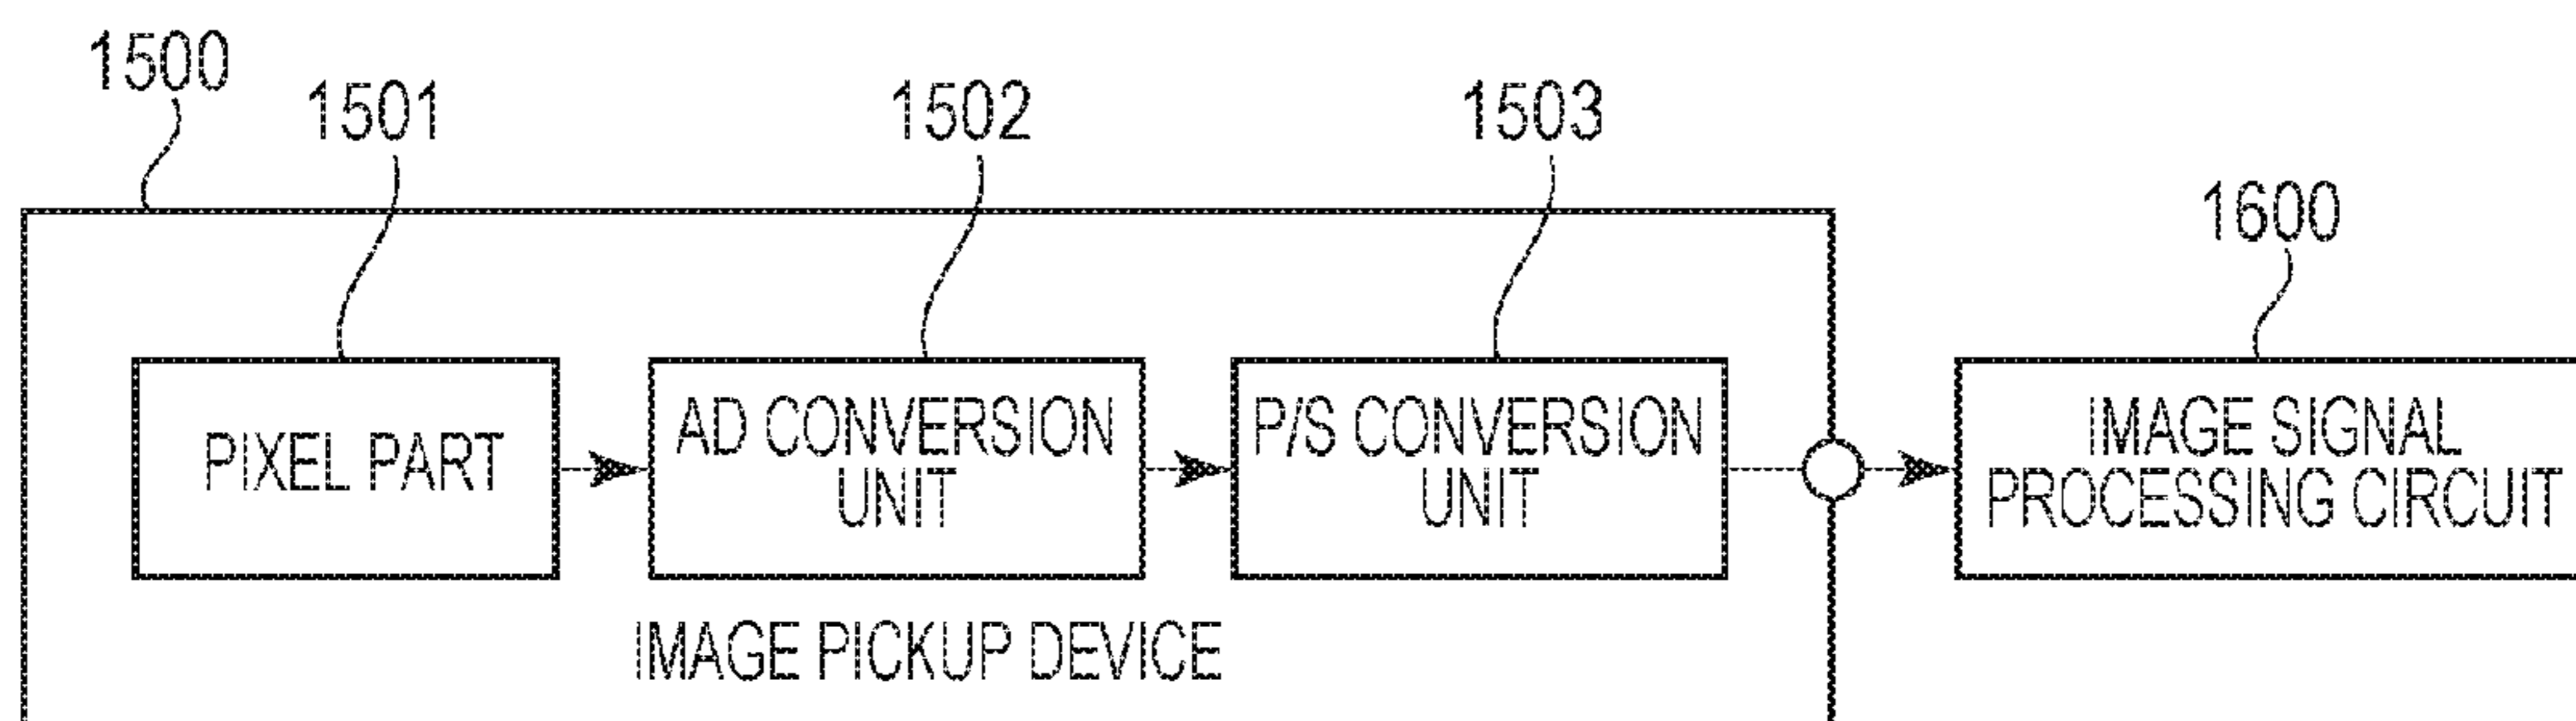 1500
1501
1502
1503
1600
PIXEL PART
AD CONVERSION
UNIT
P/S CONVERSION
UNIT
IMAGE SIGNAL
PROCESSING CIRCUIT
IMAGE PICKUP DEVICE